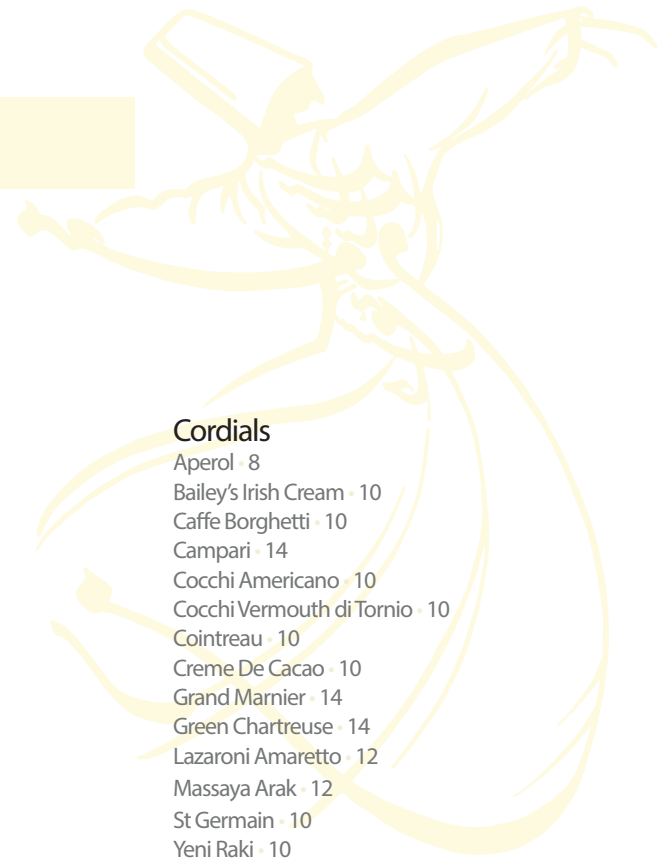 Cordials
Aperol • 8
Bailey’s Irish Cream • 10
Caffe Borghetti • 10
Campari • 14
Cocchi Americano • 10
Cocchi Vermouth di Tornio • 10
Cointreau • 10
Creme De Cacao • 10
Grand Marnier • 14
Green Chartreuse • 14
Lazaroni Amaretto • 12
Massaya Arak • 12
St Germain • 10
Yeni Raki • 10